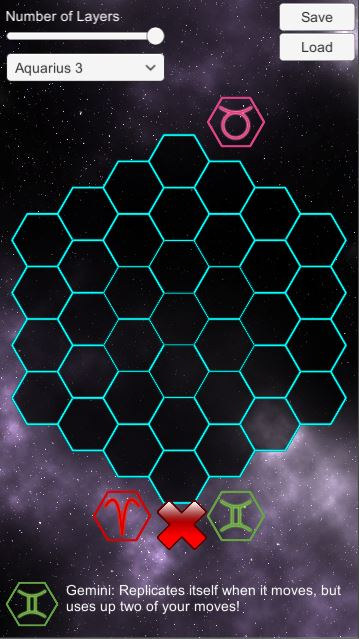 Number of Layers
Save
Load
Aquarius 3
Gemini: Replicates itself when it moves, but
uses up two of your moves!